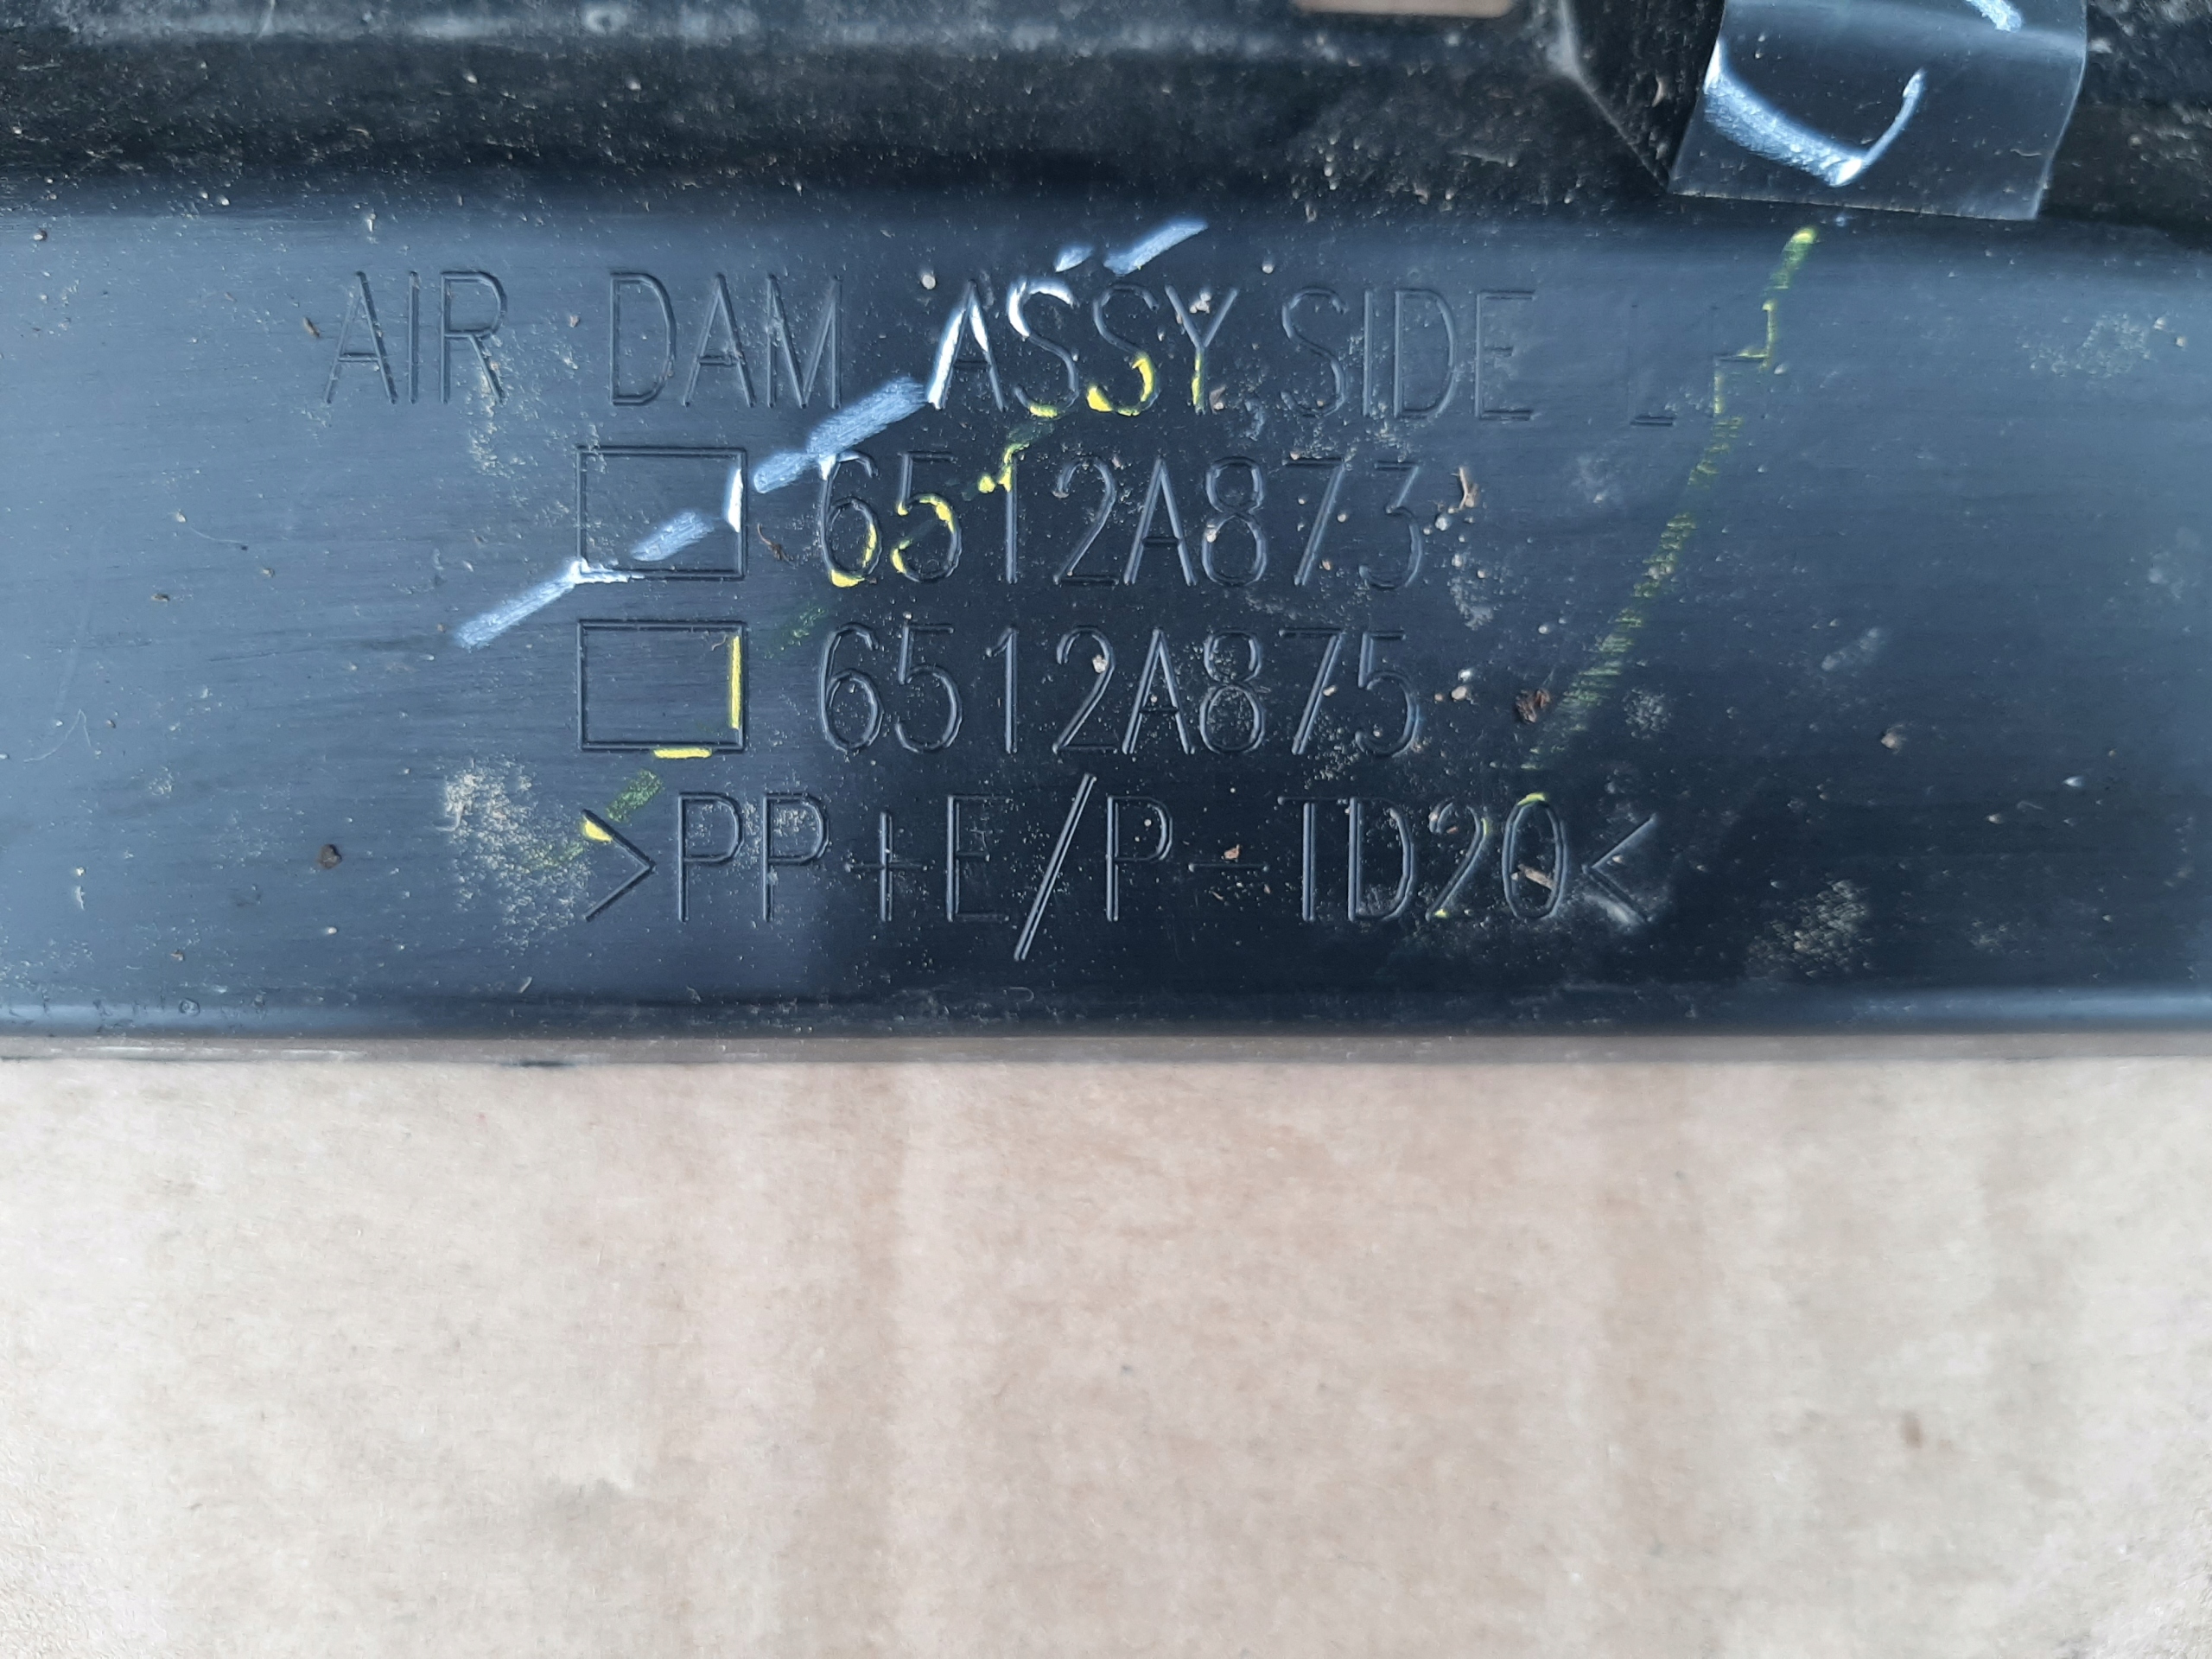 AIR DAM ASSY,SIDE LH
6512A873
6512A875
>PP+E/P-TD20<